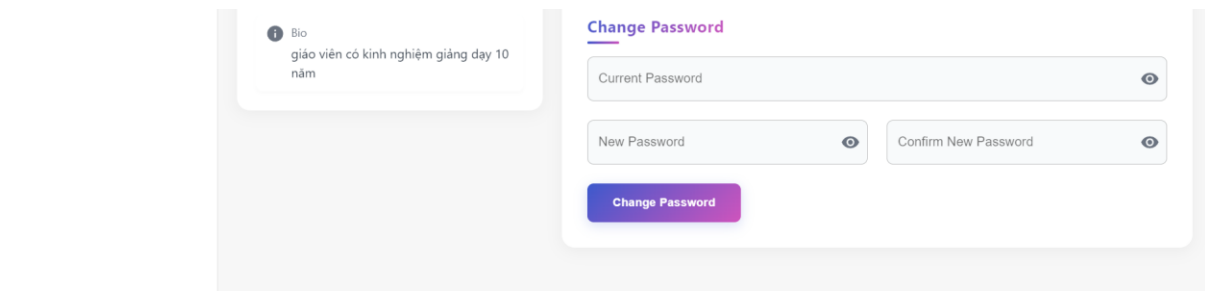 Bio
giáo viên có kinh nghiệm giảng dạy 10
năm
Change Password
Current Password
New Password
Confirm New Password
Change Password